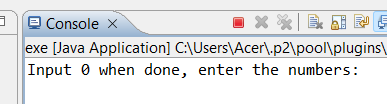 Console
exe [Java Application] C:\Users\Acer\.p2\pool\plugins\
Input 0 when done, enter the numbers: